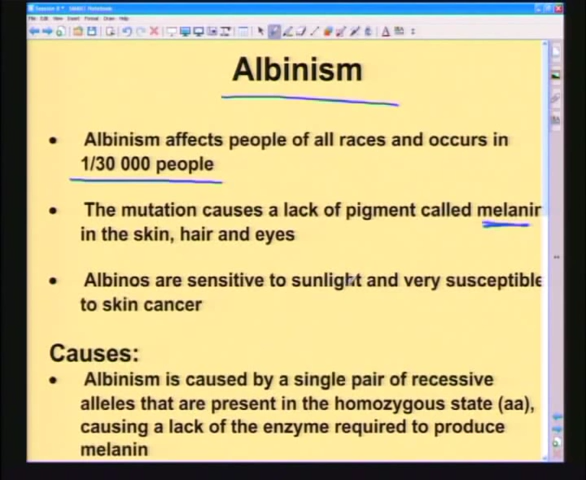 Albinism
• Albinism affects people of all races and occurs in
1/30 000 people
• The mutation causes a lack of pigment called melanin
in the skin, hair and eyes
• Albinos are sensitive to sunlight and very susceptible
to skin cancer
Causes:
• Albinism is caused by a single pair of recessive
alleles that are present in the homozygous state (aa),
causing a lack of the enzyme required to produce
melanin